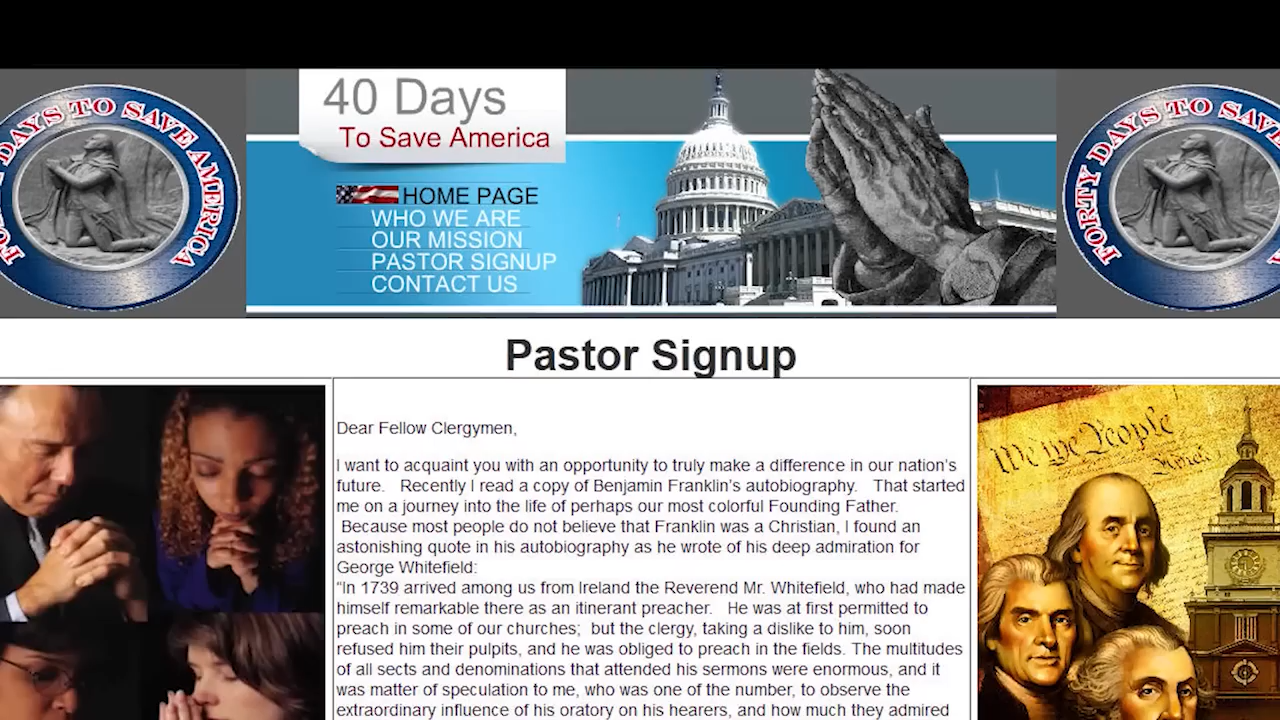 FORTY DAYS TO SAVE AMERICA
40 Days
To Save America
HOME PAGE
WHO WE ARE
OUR MISSION
PASTOR SIGNUP
CONTACT US
FORTY DAYS TO SAVE
Pastor Signup
We the People
Dear Fellow Clergymen,
I want to acquaint you with an opportunity to truly make a difference in our nation's
future. Recently I read a copy of Benjamin Franklin's autobiography. That started
me on a journey into the life of perhaps our most colorful Founding Father.
Because most people do not believe that Franklin was a Christian, I found an
astonishing quote in his autobiography as he wrote of his deep admiration for
George Whitefield:
“In 1739 arrived among us from Ireland the Reverend Mr. Whitefield, who had made
himself remarkable there as an itinerant preacher. He was at first permitted to
preach in some of our churches; but the clergy, taking a dislike to him, soon
refused him their pulpits, and he was obliged to preach in the fields. The multitudes
of all sects and denominations that attended his sermons were enormous, and it
was matter of speculation to me, who was one of the number, to observe the
extraordinary influence of his oratory on his hearers, and how much they admired